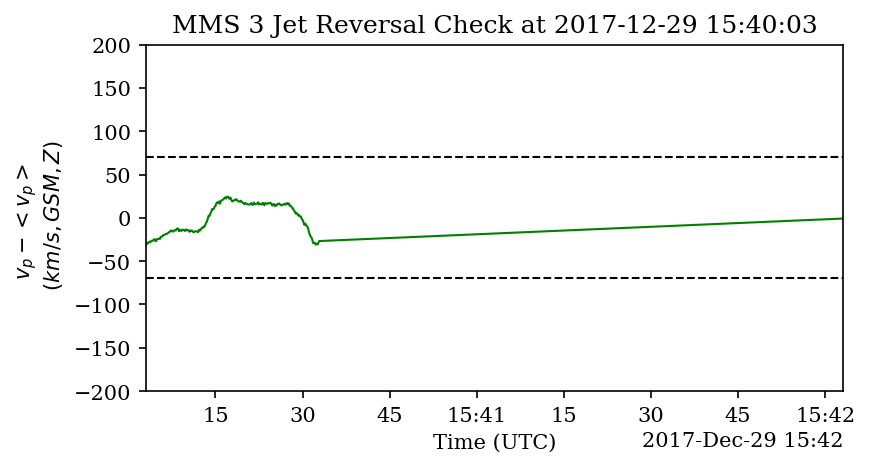 MMS 3 Jet Reversal Check at 2017-12-29 15:40:03
200
150
100
50
0
−50
−100
−150
−200
v_p − < v_p >
(km/s, GSM, Z)
15 30 45 15:41 15 30 45 15:42
Time (UTC)
2017-Dec-29 15:42